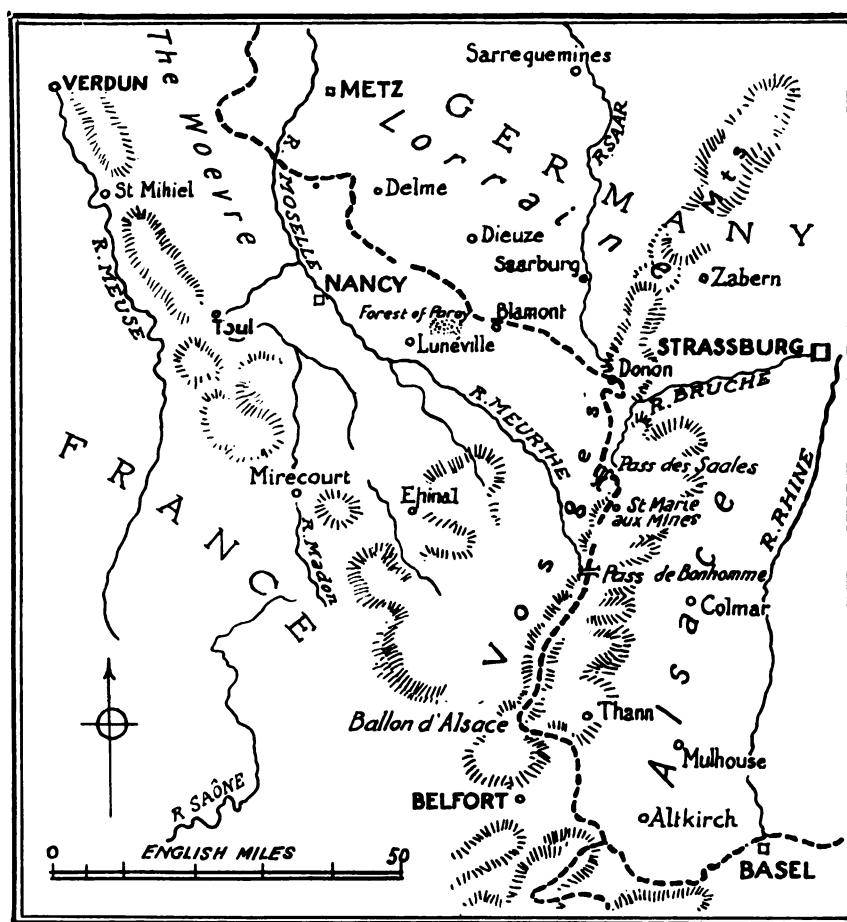 The Woevre
VERDUN
METZ
Sarreguemines
GERMANY
Lorrain
R. SAAR
St Mihiel
R. MOSELLE
Delme
Mts
R. MEUSE
Dieuze
Saarburg
Zabern
NANCY
Toul
Forest of Paroy
Blamont
Lunéville
STRASSBURG
Donon
R. BRUCHE
R. MEURTHE
FRANCE
Mirecourt
Epinal
Pass des Saales
St Marie
aux Mines
R. RHINE
R. Madon
Vosges
Pass de Bonhomme
Colmar
Alsace
Ballon d'Alsace
Thann
Mulhouse
R SAÔNE
BELFORT
Altkirch
0 ENGLISH MILES 50
BASEL